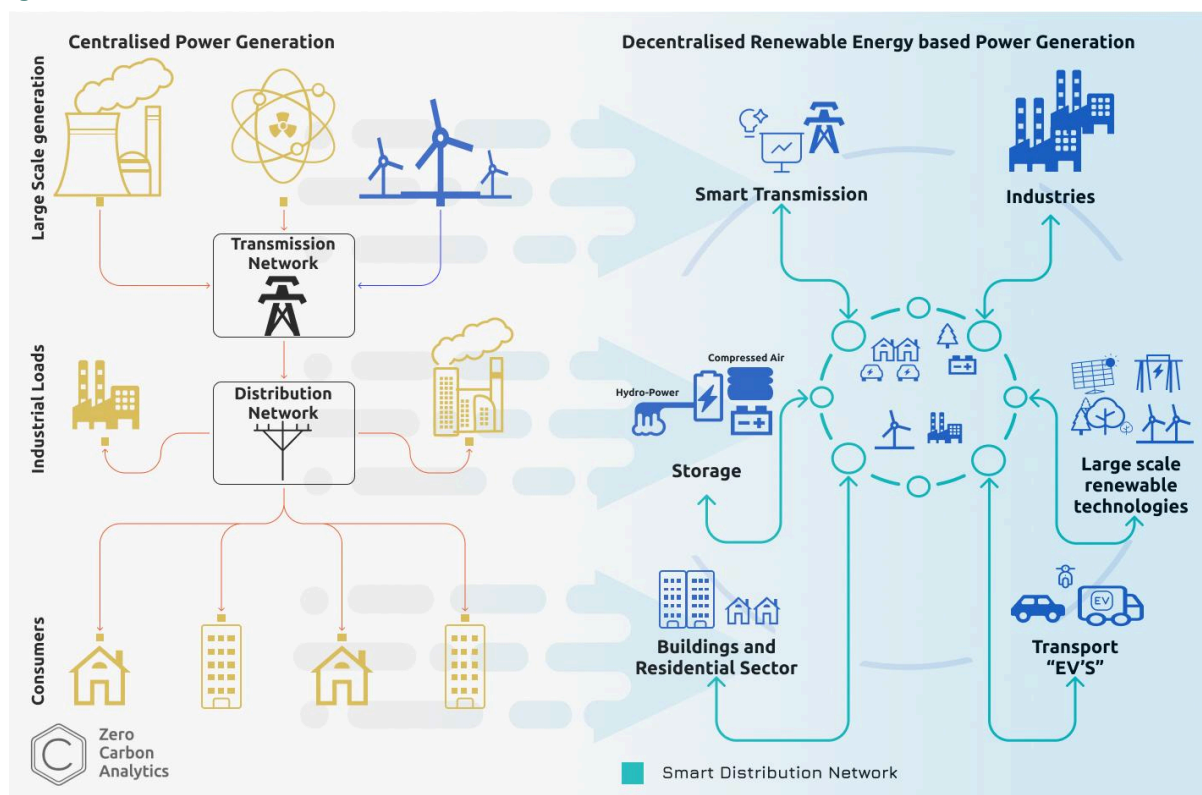 Centralised Power Generation
Large Scale generation
Transmission
Network
Industrial Loads
Distribution
Network
Consumers
Zero
Carbon
Analytics
Decentralised Renewable Energy based Power Generation
Smart Transmission
Industries
Compressed Air
Hydro-Power
Storage
Large scale
renewable
technologies
Buildings and
Residential Sector
EV
Transport
“EV’S”
Smart Distribution Network